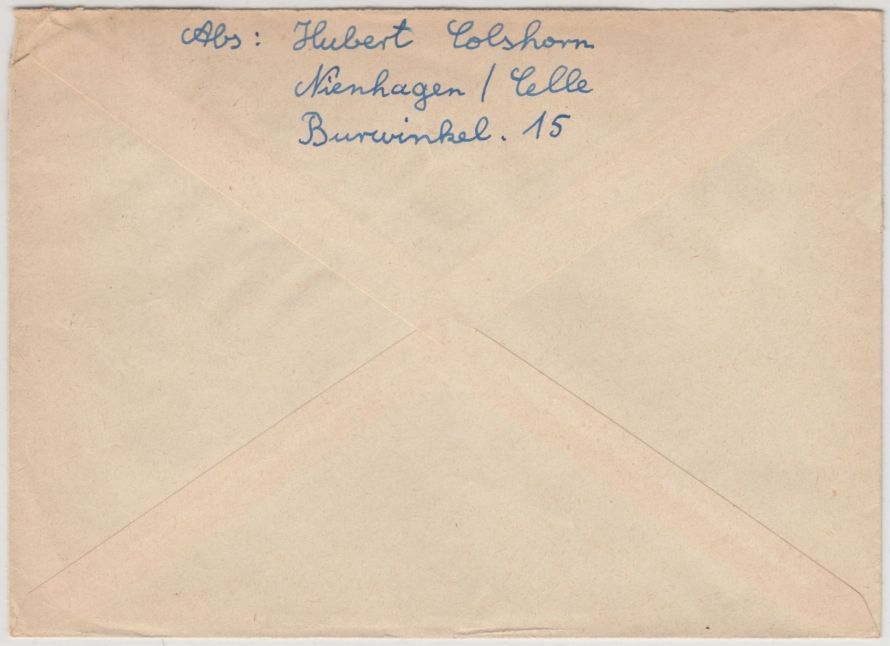 Abs: Hubert Colshorn
Nienhagen / Celle
Burwinkel. 15